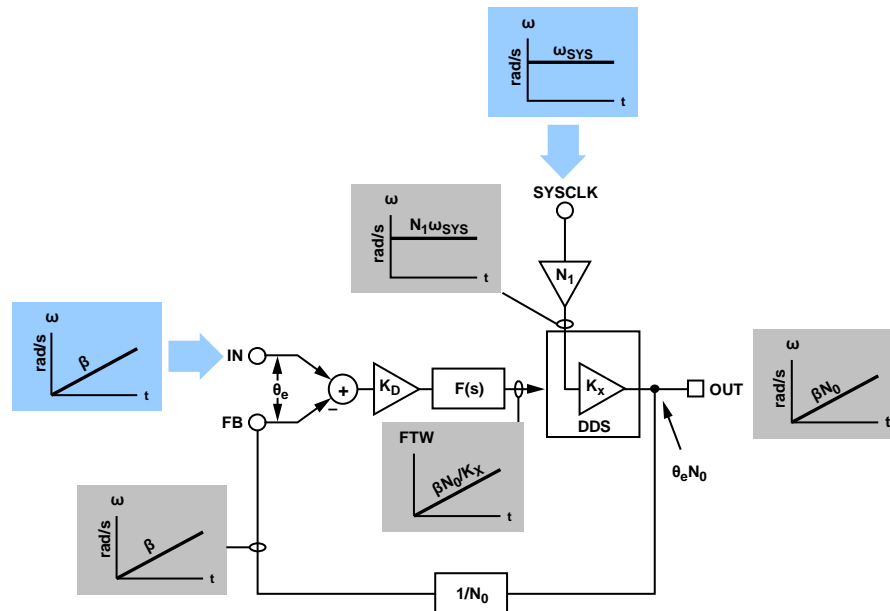 ω
rad/s
ωSYS
t
SYSCLK
ω
rad/s
N1ωSYS
t
N1
ω
rad/s
β
t
IN
θe
FB
+
–
KD
F(s)
KX
DDS
OUT
θeN0
ω
rad/s
βN0
t
FTW
βN0/KX
t
ω
rad/s
β
t
1/N0